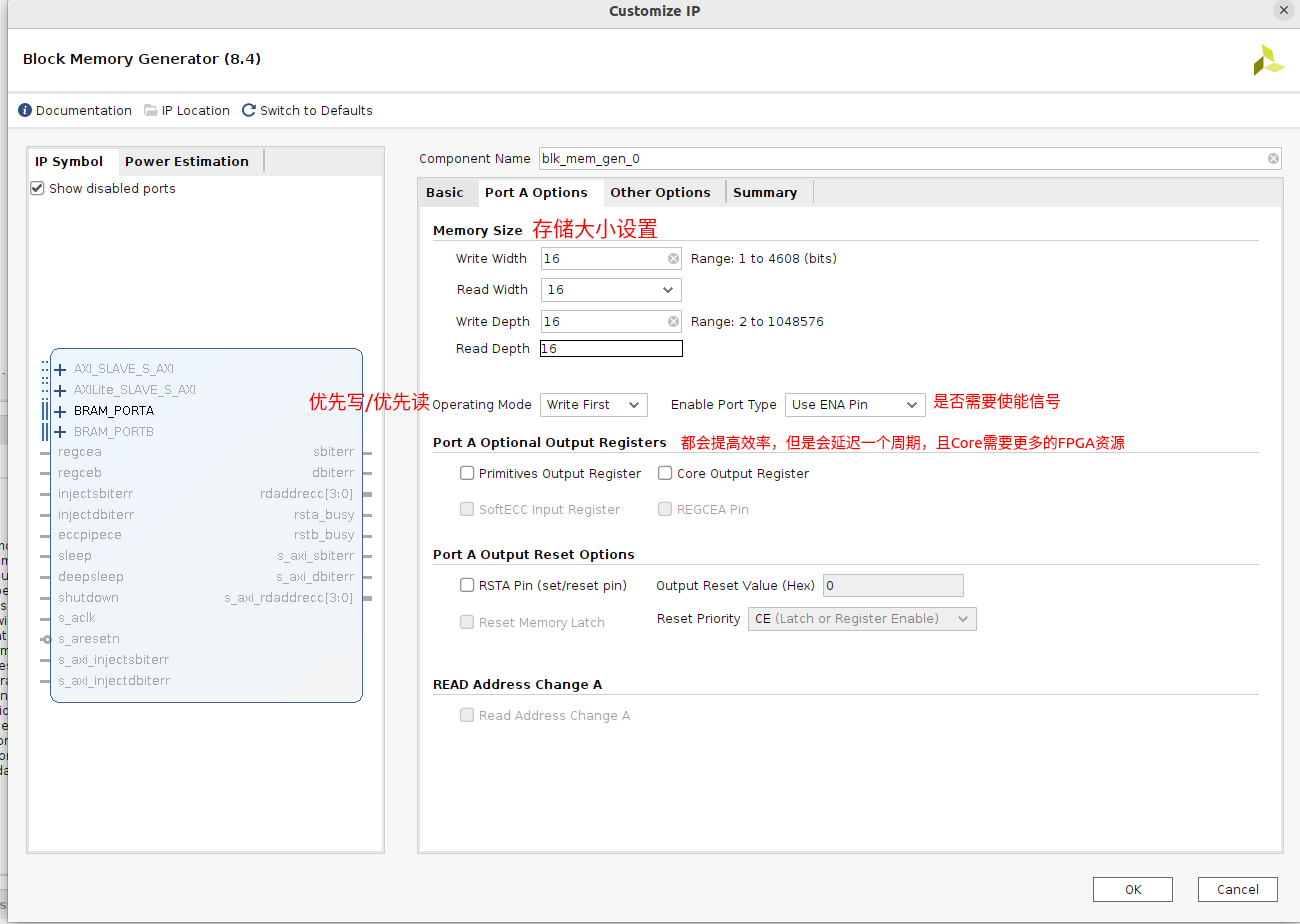 Customize IP
Block Memory Generator (8.4)
Documentation IP Location Switch to Defaults
IP Symbol Power Estimation
Show disabled ports
AXI_SLAVE_S_AXI
AXILite_SLAVE_S_AXI
BRAM_PORTA
BRAM_PORTB
regcea sbiterr
regceb dbiterr
injectsbiterr rdaddrecc[3:0]
injectdbiterr rsta_busy
eccpipece rstb_busy
sleep s_axi_sbiterr
deepsleep s_axi_dbiterr
shutdown s_axi_rdaddrecc[3:0]
s_aclk
s_aresetn
s_axi_injectsbiterr
s_axi_injectdbiterr
Component Name blk_mem_gen_0
Basic Port A Options Other Options Summary
Memory Size 存储大小设置
Write Width 16 Range: 1 to 4608 (bits)
Read Width 16
Write Depth 16 Range: 2 to 1048576
Read Depth 16
优先写/优先读 Operating Mode Write First Enable Port Type Use ENA Pin 是否需要使能信号
Port A Optional Output Registers 都会提高效率，但是会延迟一个周期，且Core需要更多的FPGA资源
Primitives Output Register Core Output Register
SoftECC Input Register REGCEA Pin
Port A Output Reset Options
RSTA Pin (set/reset pin) Output Reset Value (Hex) 0
Reset Memory Latch Reset Priority CE (Latch or Register Enable)
READ Address Change A
Read Address Change A
OK Cancel